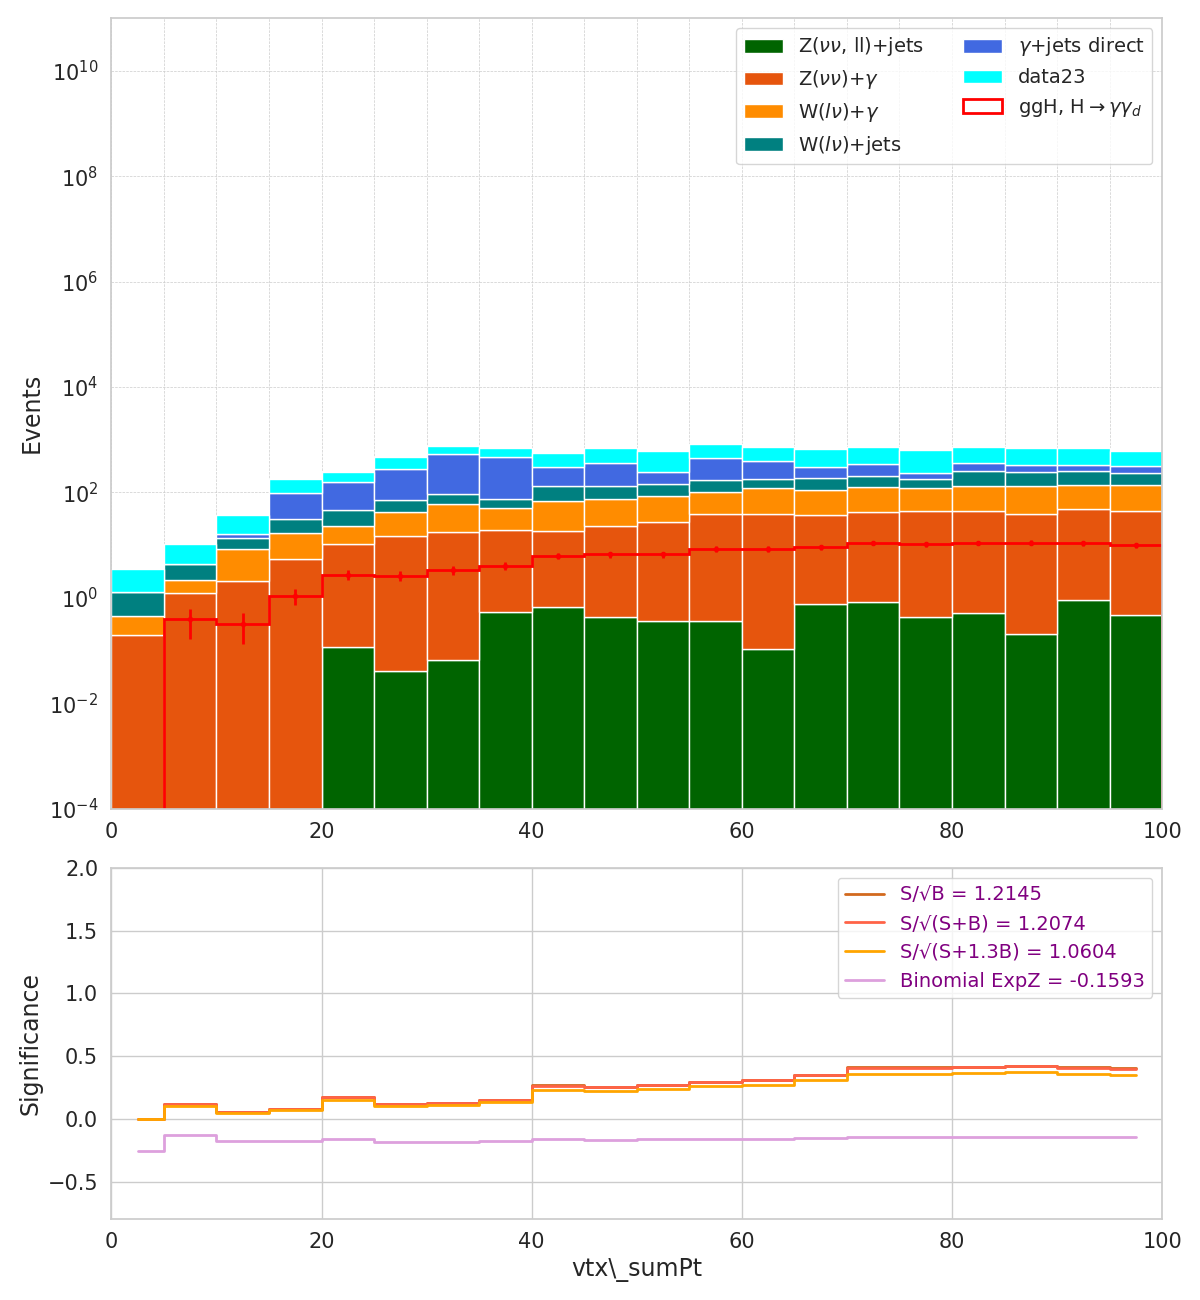 Z(νν, ll)+jets
Z(νν)+γ
W(lν)+γ
W(lν)+jets
γ+jets direct
data23
ggH, H→γγ_d
Events
10^10
10^8
10^6
10^4
10^2
10^0
10^−2
10^−4
0 20 40 60 80 100
S/√B = 1.2145
S/√(S+B) = 1.2074
S/√(S+1.3B) = 1.0604
Binomial ExpZ = -0.1593
Significance
2.0
1.5
1.0
0.5
0.0
−0.5
0 20 40 60 80 100
vtx\_sumPt